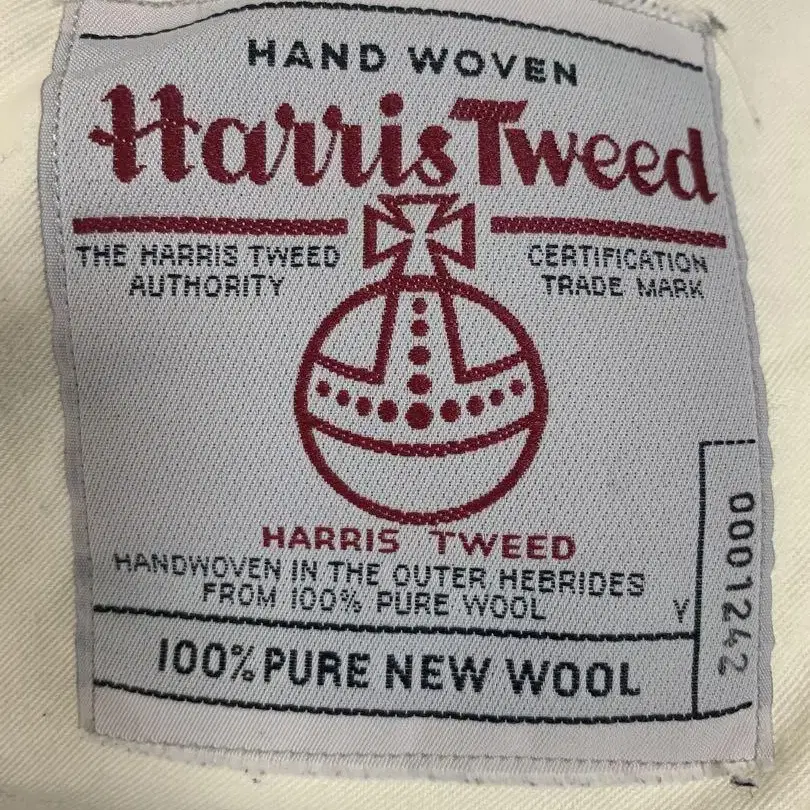 HAND WOVEN
Harris Tweed
THE HARRIS TWEED
AUTHORITY
CERTIFICATION
TRADE MARK
HARRIS TWEED
HANDWOVEN IN THE OUTER HEBRIDES
FROM 100% PURE WOOL
Y
0001242
100% PURE NEW WOOL